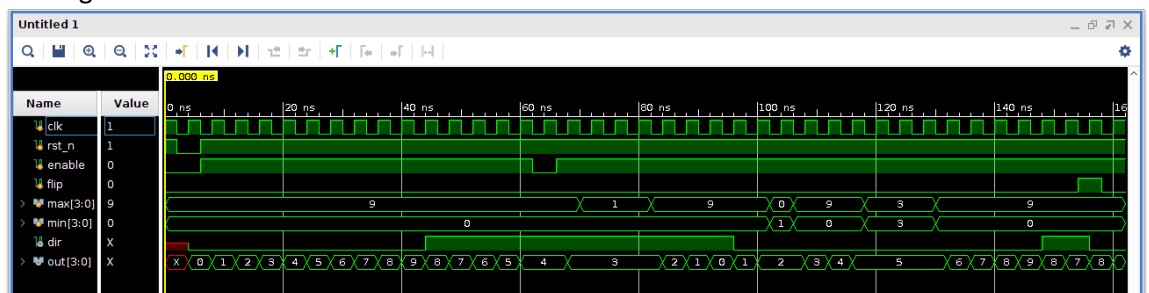 Untitled 1
0.000 ns
Name Value
0 ns 20 ns 40 ns 60 ns 80 ns 100 ns 120 ns 140 ns 16
clk 1
rst_n 1
enable 0
flip 0
max[3:0] 9 9 1 9 0 9 3 9
min[3:0] 0 0 1 0 3 0
dir X
out[3:0] X X 0 1 2 3 4 5 6 7 8 9 8 7 6 5 4 3 2 1 0 1 2 3 4 5 6 7 8 9 8 7 8